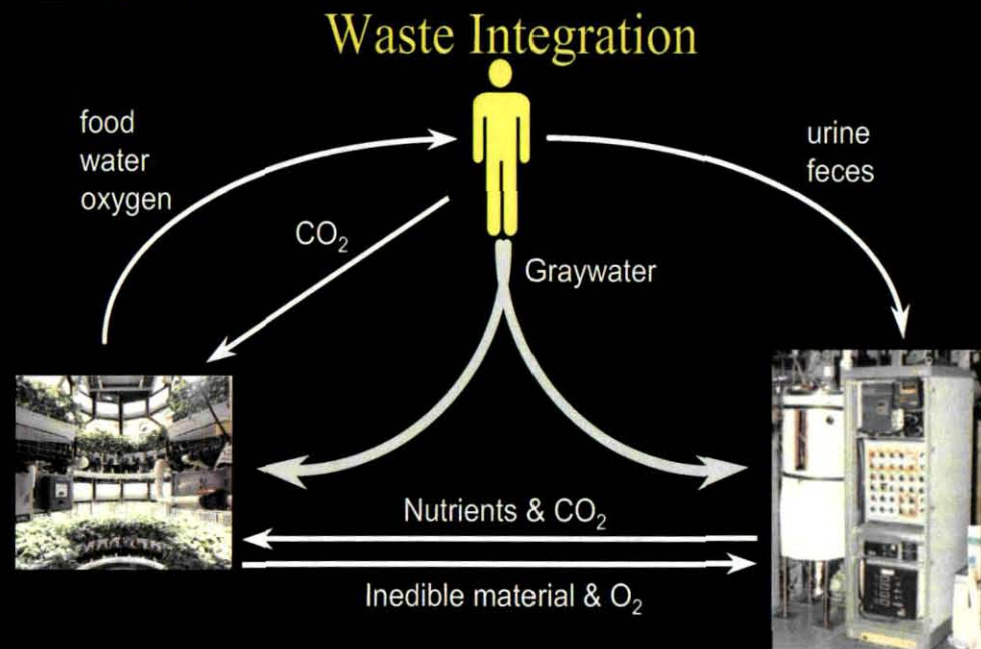 Waste Integration
food
water
oxygen
urine
feces
CO₂
Graywater
Nutrients & CO₂
Inedible material & O₂